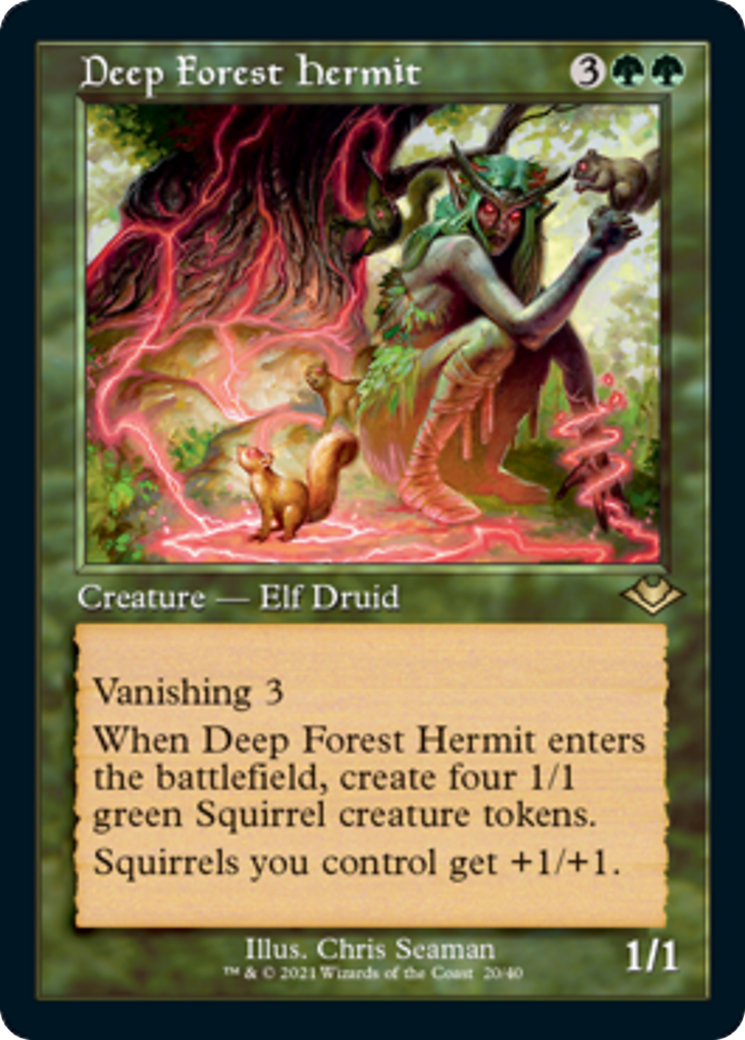 Deep Forest Hermit 3
Creature — Elf Druid
Vanishing 3
When Deep Forest Hermit enters
the battlefield, create four 1/1
green Squirrel creature tokens.
Squirrels you control get +1/+1.
Illus. Chris Seaman
™ & © 2021 Wizards of the Coast 20/40
1/1